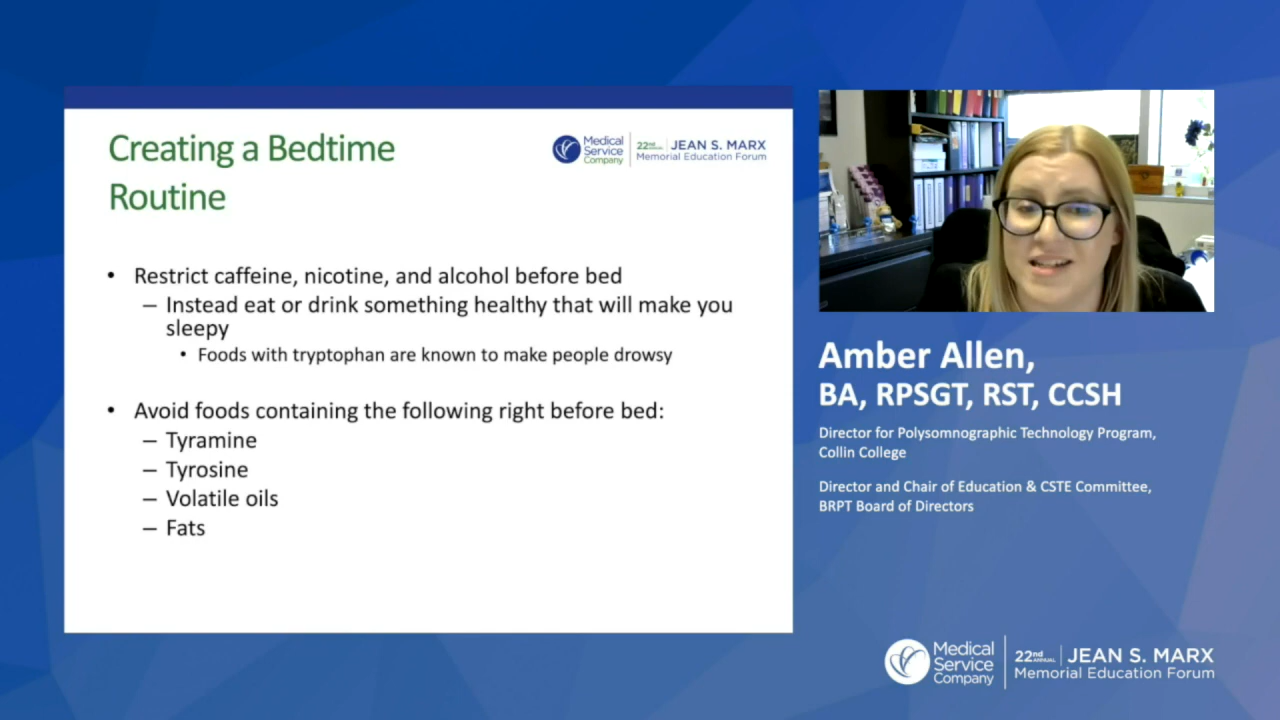 Creating a Bedtime
Routine
Medical
Service
Company
22nd
ANNUAL
JEAN S. MARX
Memorial Education Forum
• Restrict caffeine, nicotine, and alcohol before bed
– Instead eat or drink something healthy that will make you
sleepy
• Foods with tryptophan are known to make people drowsy
• Avoid foods containing the following right before bed:
– Tyramine
– Tyrosine
– Volatile oils
– Fats
Amber Allen,
BA, RPSGT, RST, CCSH
Director for Polysomnographic Technology Program,
Collin College
Director and Chair of Education & CSTE Committee,
BRPT Board of Directors
Medical
Service
Company
22nd
ANNUAL
JEAN S. MARX
Memorial Education Forum